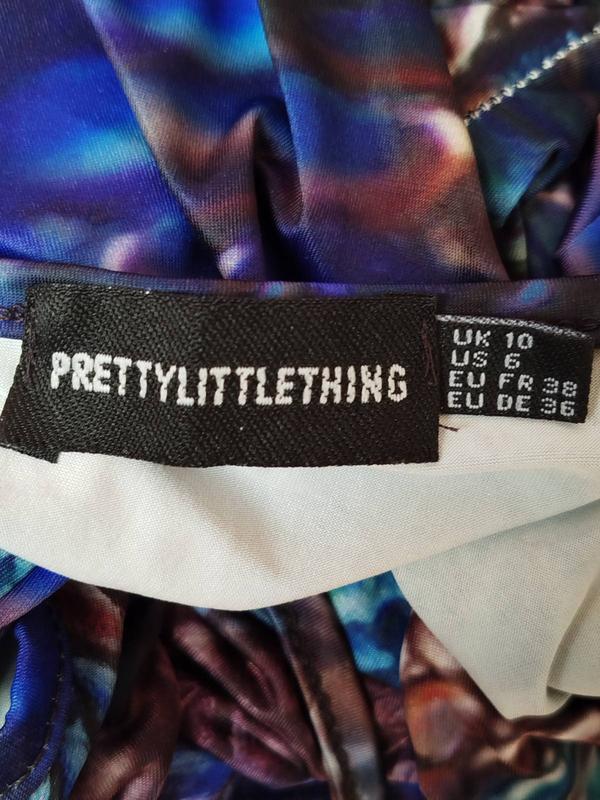 PRETTYLITTLETHING
UK 10
US 6
EU FR 38
EU DE 36